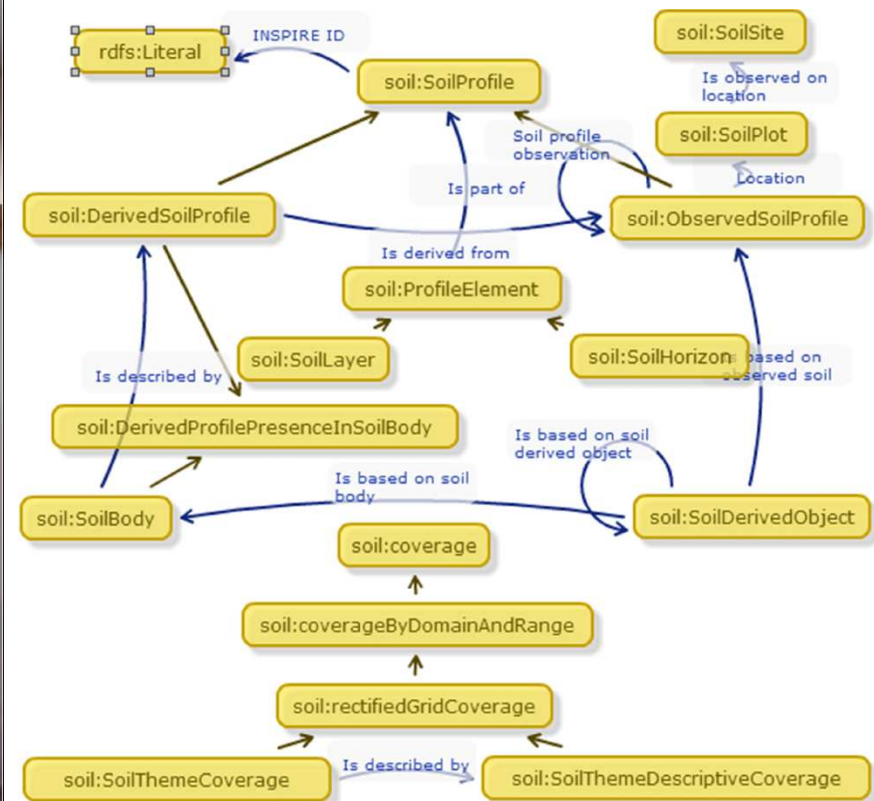 rdfs:Literal
INSPIRE ID
soil:SoilSite
soil:SoilProfile
Is observed on
location
Soil profile
observation
soil:SoilPlot
Is part of
Location
soil:DerivedSoilProfile
soil:ObservedSoilProfile
Is derived from
soil:ProfileElement
soil:SoilLayer
soil:SoilHorizon
Is based on
observed soil
Is described by
soil:DerivedProfilePresenceInSoilBody
Is based on soil
derived object
Is based on soil
body
soil:SoilBody
soil:SoilDerivedObject
soil:coverage
soil:coverageByDomainAndRange
soil:rectifiedGridCoverage
Is described by
soil:SoilThemeCoverage
soil:SoilThemeDescriptiveCoverage